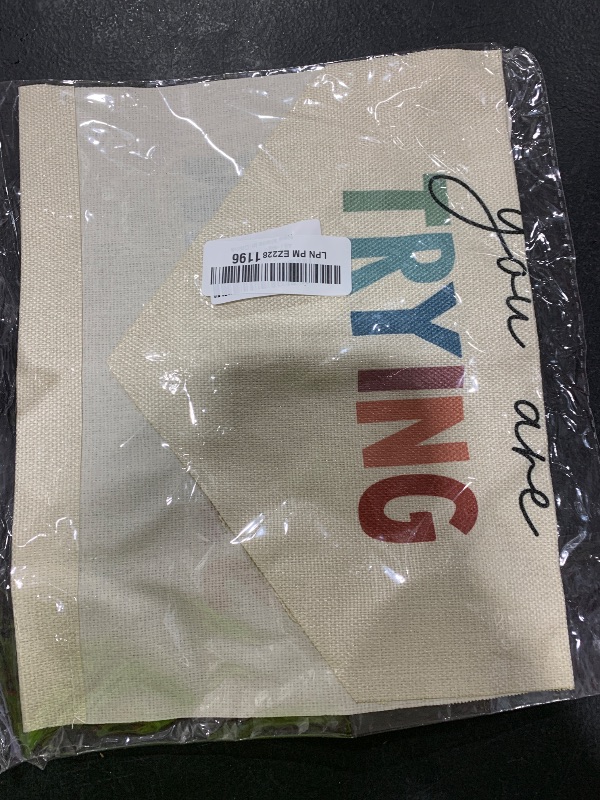 you are
TRYING
LPN PM EZ228 1196